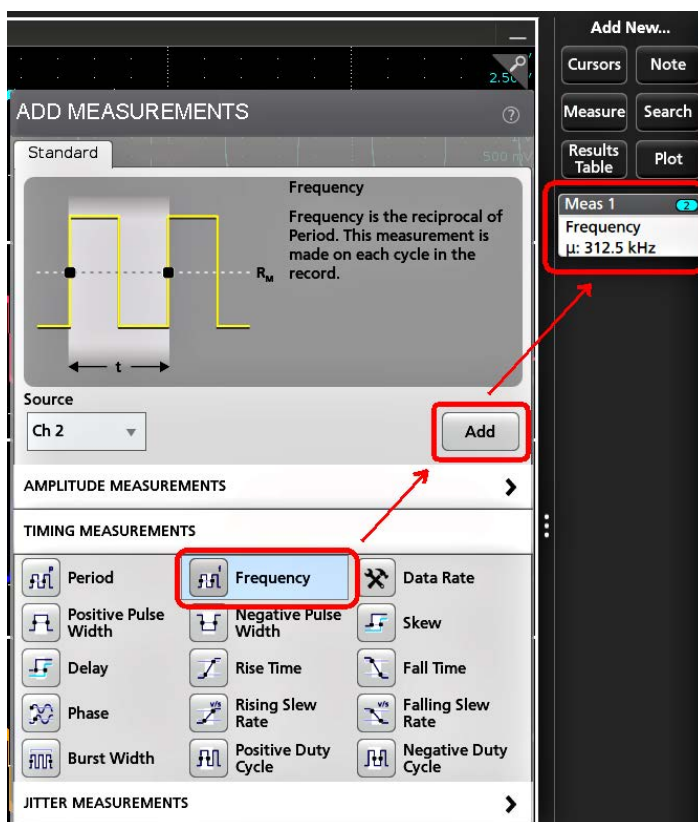 Add New...
Cursors
Note
Measure
Search
Results
Table
Plot
Meas 1
2
Frequency
μ: 312.5 kHz
ADD MEASUREMENTS
?
Standard
500 mV
Frequency
Frequency is the reciprocal of
Period. This measurement is
made on each cycle in the
record.
RM
t
Source
Ch 2
Add
AMPLITUDE MEASUREMENTS
TIMING MEASUREMENTS
Period
Frequency
Data Rate
Positive Pulse
Width
Negative Pulse
Width
Skew
Delay
Rise Time
Fall Time
Phase
v/s
Rising Slew
Rate
v/s
Falling Slew
Rate
Burst Width
Positive Duty
Cycle
Negative Duty
Cycle
JITTER MEASUREMENTS